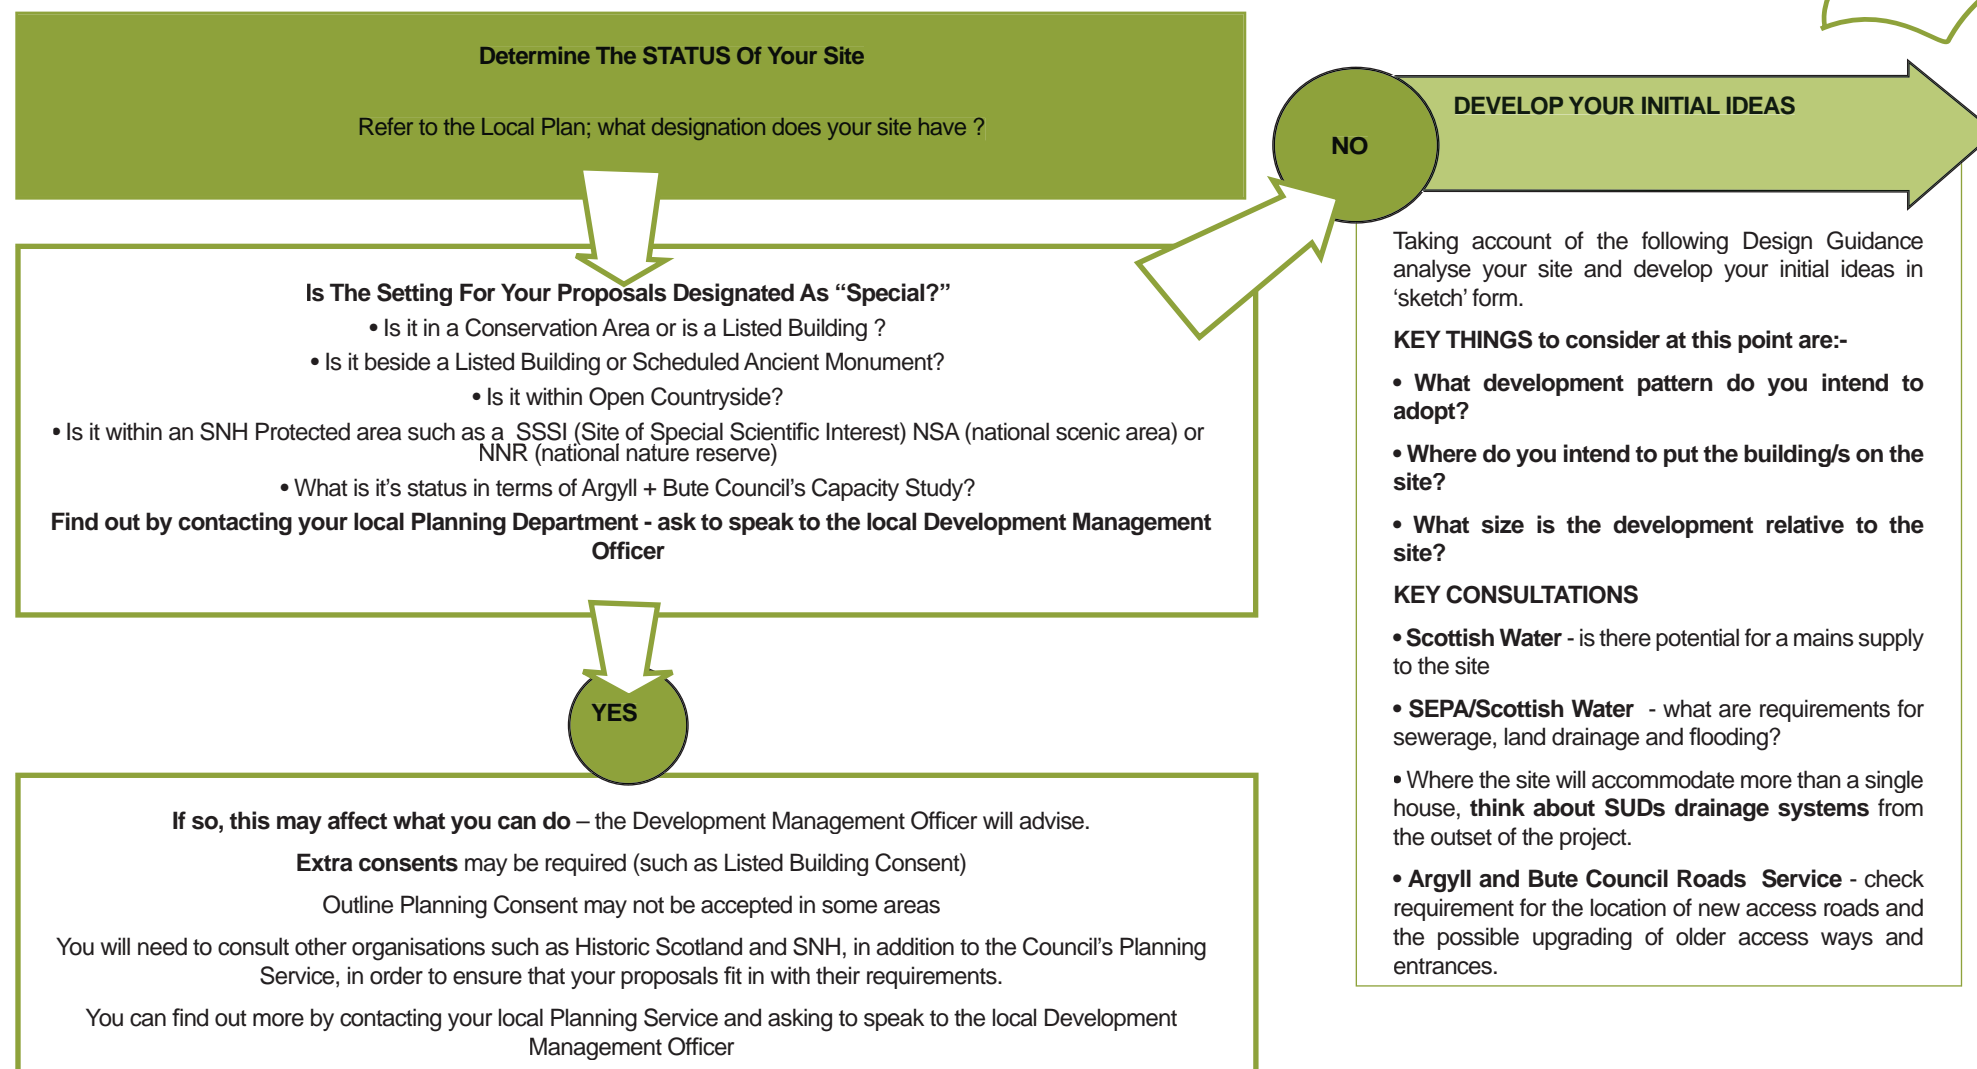 Determine The STATUS Of Your Site
Refer to the Local Plan; what designation does your site have ?
Is The Setting For Your Proposals Designated As “Special?”
• Is it in a Conservation Area or is a Listed Building ?
• Is it beside a Listed Building or Scheduled Ancient Monument?
• Is it within Open Countryside?
• Is it within an SNH Protected area such as a SSSI (Site of Special Scientific Interest) NSA (national scenic area) or
NNR (national nature reserve)
• What is it's status in terms of Argyll + Bute Council's Capacity Study?
Find out by contacting your local Planning Department - ask to speak to the local Development Management
Officer
YES
If so, this may affect what you can do – the Development Management Officer will advise.
Extra consents may be required (such as Listed Building Consent)
Outline Planning Consent may not be accepted in some areas
You will need to consult other organisations such as Historic Scotland and SNH, in addition to the Council's Planning
Service, in order to ensure that your proposals fit in with their requirements.
You can find out more by contacting your local Planning Service and asking to speak to the local Development
Management Officer
NO
DEVELOP YOUR INITIAL IDEAS
Taking account of the following Design Guidance
analyse your site and develop your initial ideas in
‘sketch’ form.
KEY THINGS to consider at this point are:-
• What development pattern do you intend to
adopt?
• Where do you intend to put the building/s on the
site?
• What size is the development relative to the
site?
KEY CONSULTATIONS
• Scottish Water - is there potential for a mains supply
to the site
• SEPA/Scottish Water - what are requirements for
sewerage, land drainage and flooding?
• Where the site will accommodate more than a single
house, think about SUDs drainage systems from
the outset of the project.
• Argyll and Bute Council Roads Service - check
requirement for the location of new access roads and
the possible upgrading of older access ways and
entrances.